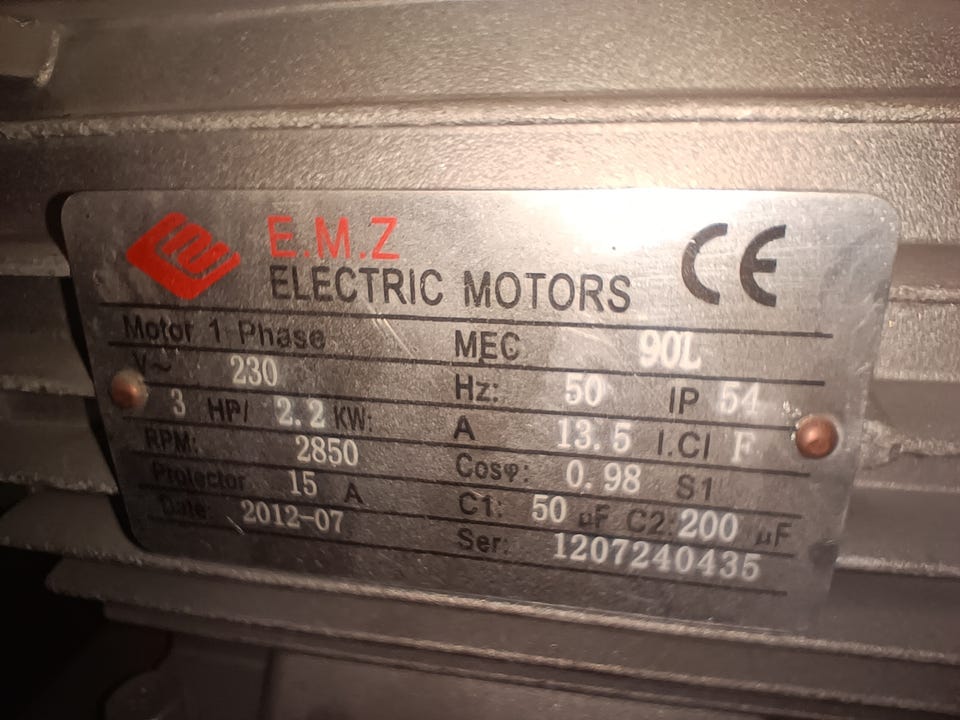 E.M.Z
ELECTRIC MOTORS CE
Motor 1 Phase MEC 90L
V~ 230 Hz: 50 IP 54
3 HP/ 2.2 KW: A 13.5 I.Cl F
RPM: 2850 Cosφ: 0.98 S1
Protector 15 A C1: 50 µF C2: 200 µF
Date: 2012-07 Ser: 1207240435